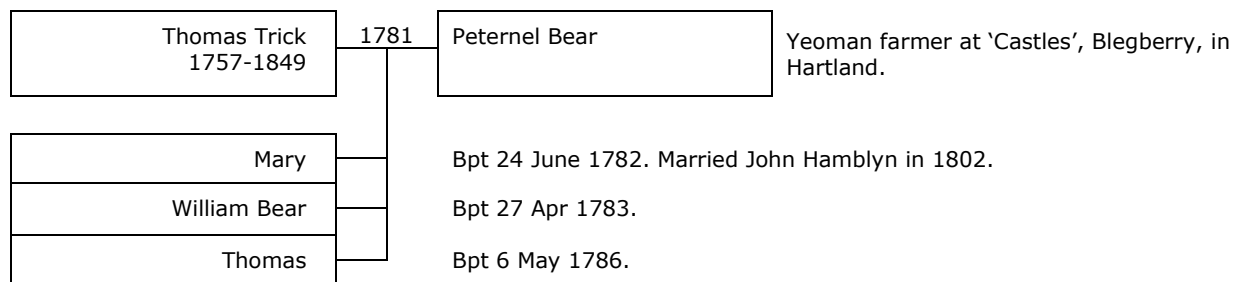 Thomas Trick
1757-1849
1781
Peternel Bear
Yeoman farmer at ‘Castles’, Blegberry, in
Hartland.
Mary
Bpt 24 June 1782. Married John Hamblyn in 1802.
William Bear
Bpt 27 Apr 1783.
Thomas
Bpt 6 May 1786.